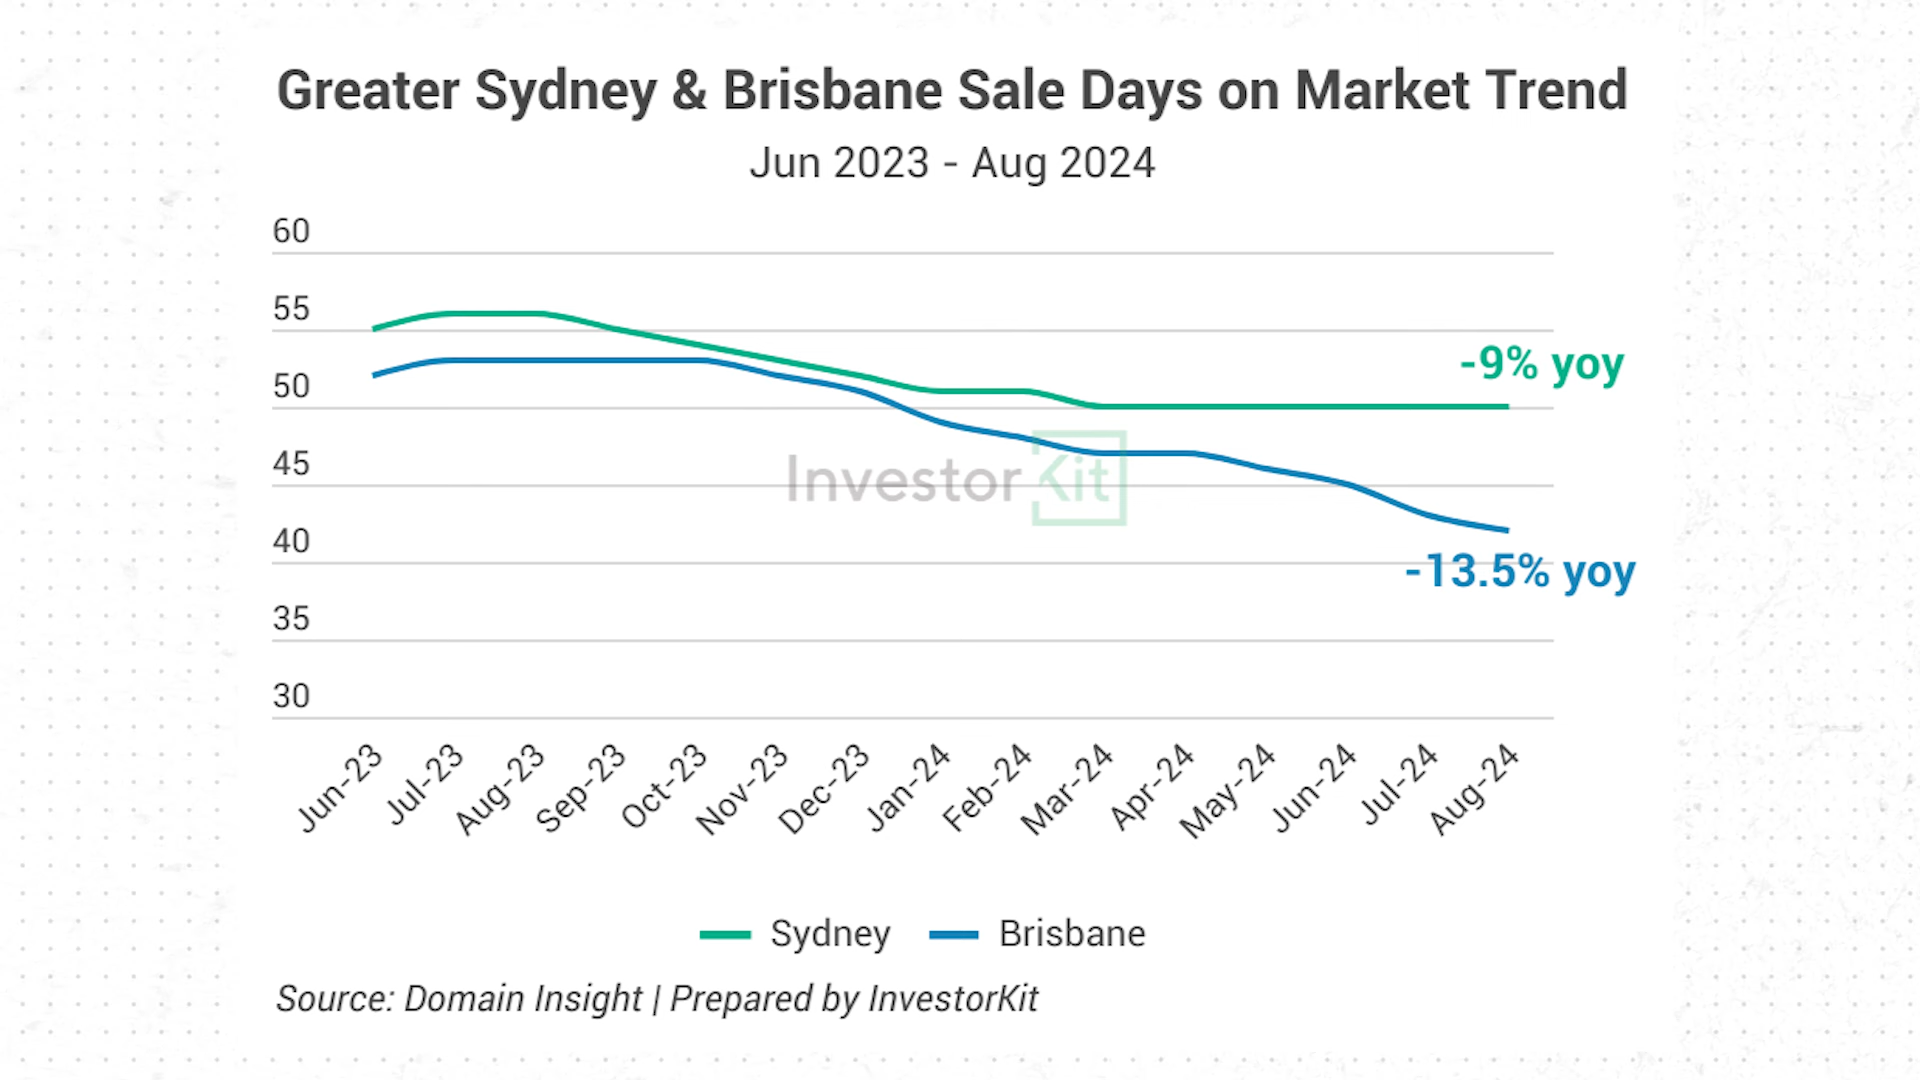 Greater Sydney & Brisbane Sale Days on Market Trend
Jun 2023 - Aug 2024
60
55
-9% yoy
50
45
InvestorKit
40
-13.5% yoy
35
30
Jun-23 Jul-23 Aug-23 Sep-23 Oct-23 Nov-23 Dec-23 Jan-24 Feb-24 Mar-24 Apr-24 May-24 Jun-24 Jul-24 Aug-24
Sydney Brisbane
Source: Domain Insight | Prepared by InvestorKit